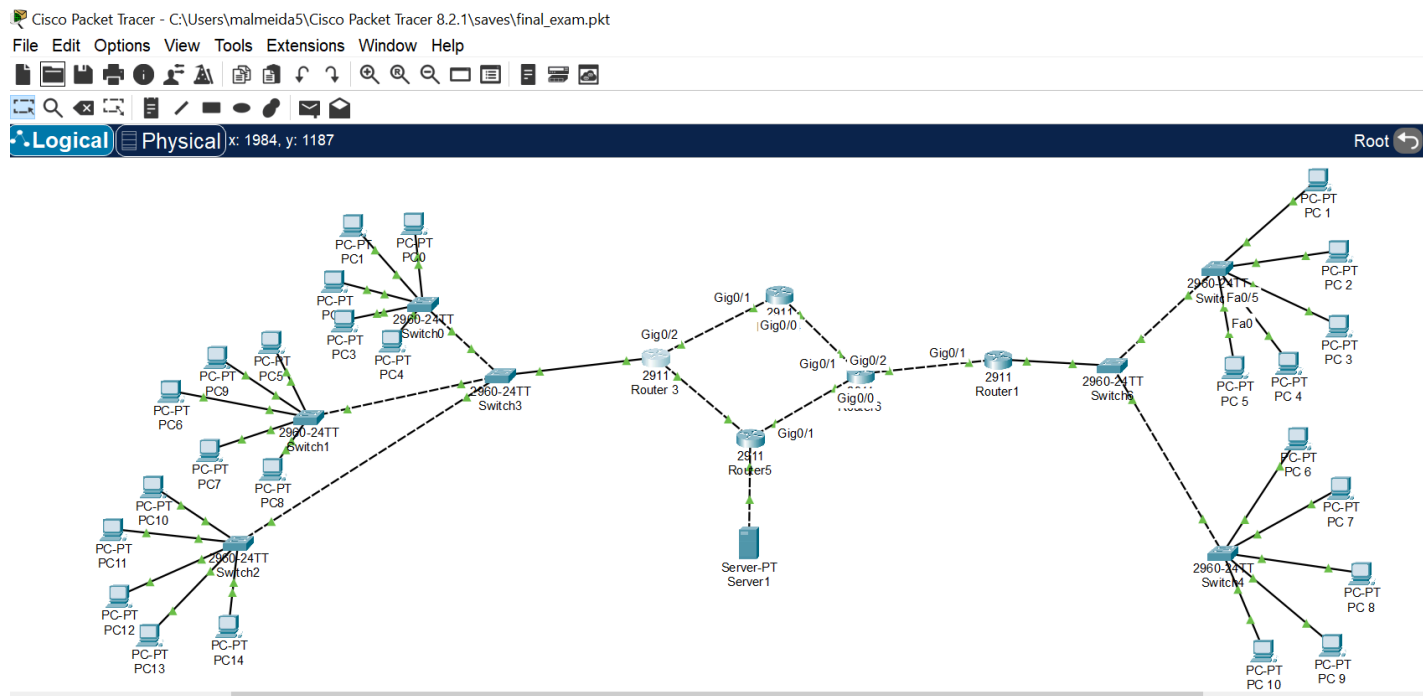 Cisco Packet Tracer - C:\Users\malmeida5\Cisco Packet Tracer 8.2.1\saves\final_exam.pkt
File Edit Options View Tools Extensions Window Help
Logical
Physical
x: 1984, y: 1187
Root
PC-PT
PC1
PC-PT
PC0
PC-PT
PC-PT
PC3
PC-PT
PC4
2960-24TT
Switch0
PC-PT
PC5
PC-PT
PC9
PC-PT
PC6
PC-PT
PC7
PC-PT
PC8
2960-24TT
Switch1
2960-24TT
Switch3
PC-PT
PC10
PC-PT
PC11
PC-PT
PC12
PC-PT
PC13
PC-PT
PC14
2960-24TT
Switch2
Gig0/2
2911
Router 3
Gig0/1
2911
Gig0/0
Gig0/1
2911
Router5
Server-PT
Server1
Gig0/1
Gig0/2
Gig0/0
Gig0/1
2911
Router1
2960-24TT
PC-PT
PC 1
PC-PT
PC 2
PC-PT
PC 3
PC-PT
PC 4
PC-PT
PC 5
2960-24TT
Fa0/5
Fa0
PC-PT
PC 6
PC-PT
PC 7
PC-PT
PC 8
PC-PT
PC 9
PC-PT
PC 10
2960-24TT
Switch4